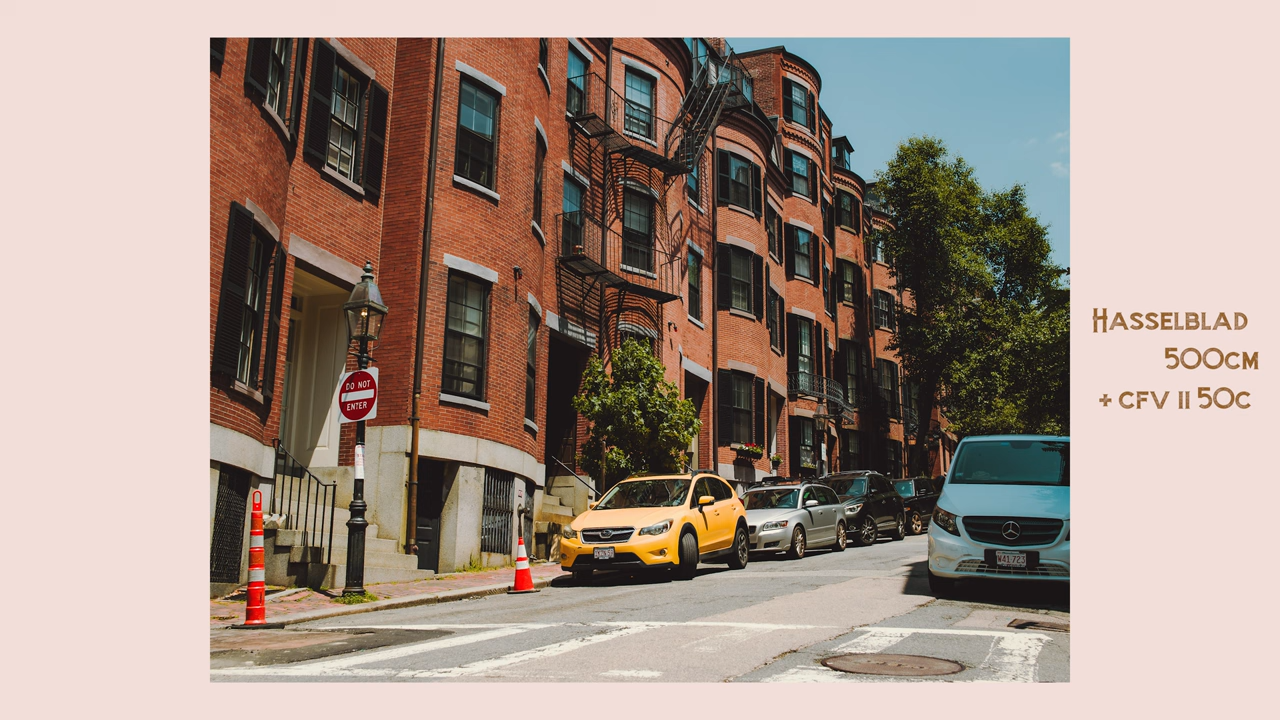 DO NOT
ENTER
HASSELBLAD
500CM
+ CFV II 50C